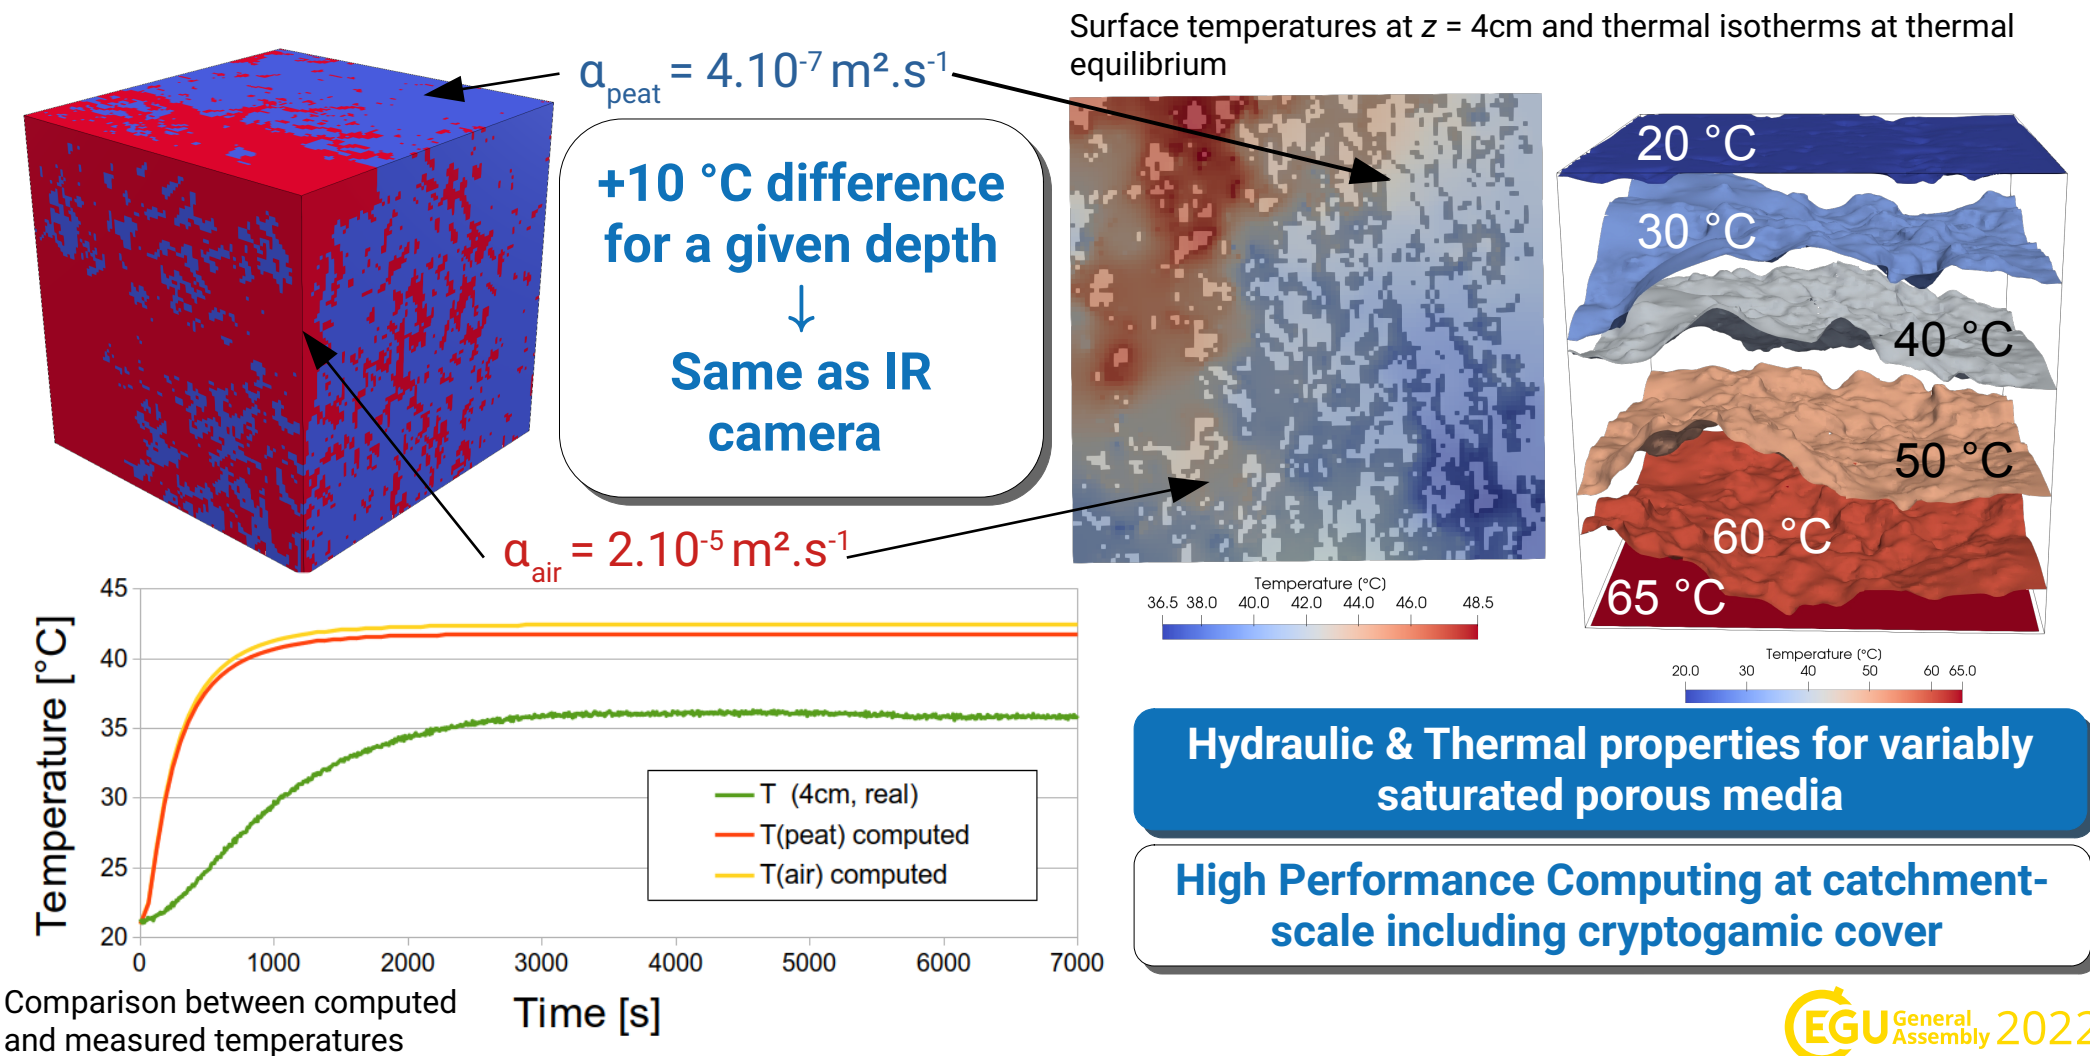 Surface temperatures at z = 4cm and thermal isotherms at thermal
equilibrium
α_peat = 4.10⁻⁷ m².s⁻¹
+10 °C difference
for a given depth
↓
Same as IR
camera
α_air = 2.10⁻⁵ m².s⁻¹
20 °C
30 °C
40 °C
50 °C
60 °C
65 °C
Temperature (°C)
36.5 38.0 40.0 42.0 44.0 46.0 48.5
Temperature (°C)
20.0 30 40 50 60 65.0
Temperature [°C]
45
40
35
30
25
20
T (4cm, real)
T(peat) computed
T(air) computed
0 1000 2000 3000 4000 5000 6000 7000
Time [s]
Comparison between computed
and measured temperatures
Hydraulic & Thermal properties for variably
saturated porous media
High Performance Computing at catchment-
scale including cryptogamic cover
EGU General
Assembly 2022